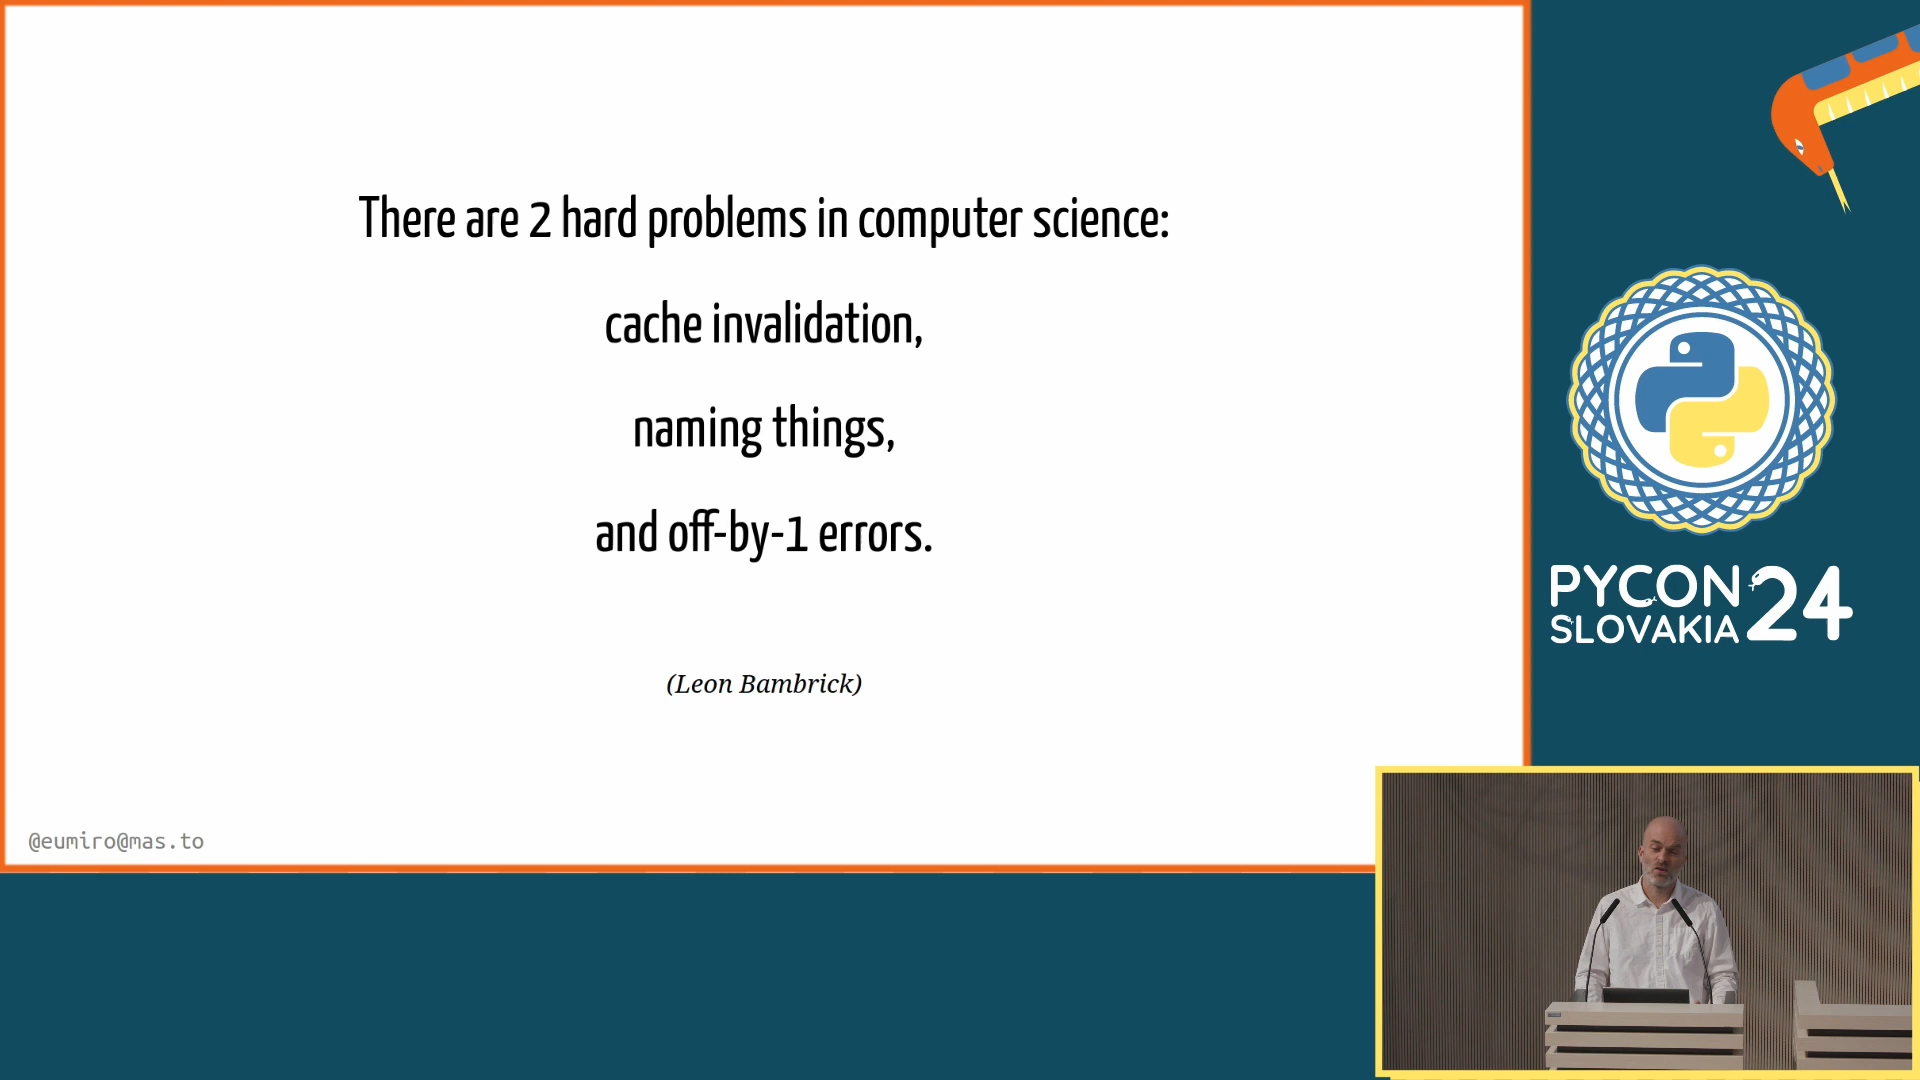 There are 2 hard problems in computer science:
cache invalidation,
naming things,
and off-by-1 errors.
(Leon Bambrick)
@eumiro@mas.to
PYCON 24
SLOVAKIA